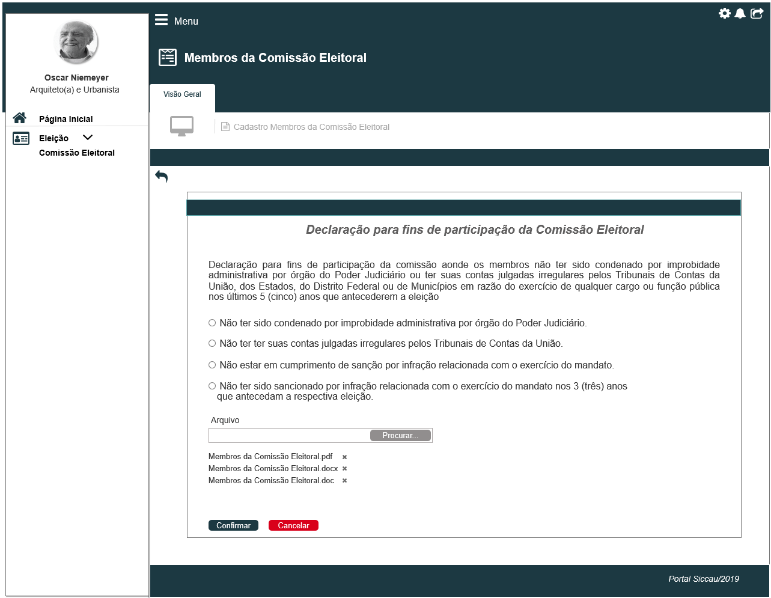 Menu
Membros da Comissão Eleitoral
Oscar Niemeyer
Arquiteto(a) e Urbanista
Visão Geral
Página Inicial
Cadastro Membros da Comissão Eleitoral
Eleição
Comissão Eleitoral
Declaração para fins de participação da Comissão Eleitoral
Declaração para fins de participação da comissão aonde os membros não ter sido condenado por improbidade
administrativa por órgão do Poder Judiciário ou ter suas contas julgadas irregulares pelos Tribunais de Contas da
União, dos Estados, do Distrito Federal ou de Municípios em razão do exercício de qualquer cargo ou função pública
nos últimos 5 (cinco) anos que antecederem a eleição
Não ter sido condenado por improbidade administrativa por órgão do Poder Judiciário.
Não ter ter suas contas julgadas irregulares pelos Tribunais de Contas da União.
Não estar em cumprimento de sanção por infração relacionada com o exercício do mandato.
Não ter sido sancionado por infração relacionada com o exercício do mandato nos 3 (três) anos
que antecedam a respectiva eleição.
Arquivo
Procurar...
Membros da Comissão Eleitoral.pdf
Membros da Comissão Eleitoral.docx
Membros da Comissão Eleitoral.doc
Confirmar Cancelar
Portal Siccau/2019